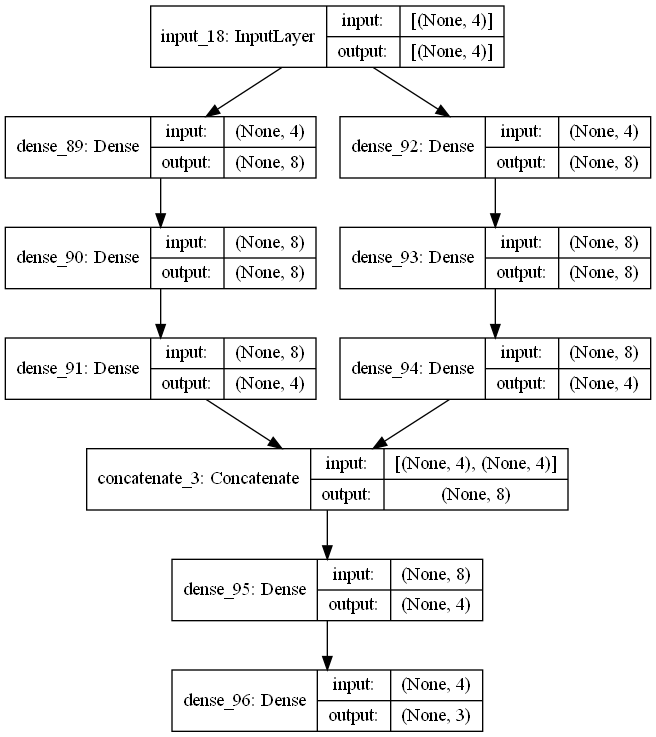 input_18: InputLayer
input: [(None, 4)]
output: [(None, 4)]
dense_89: Dense
input: (None, 4)
output: (None, 8)
dense_92: Dense
input: (None, 4)
output: (None, 8)
dense_90: Dense
input: (None, 8)
output: (None, 8)
dense_93: Dense
input: (None, 8)
output: (None, 8)
dense_91: Dense
input: (None, 8)
output: (None, 4)
dense_94: Dense
input: (None, 8)
output: (None, 4)
concatenate_3: Concatenate
input: [(None, 4), (None, 4)]
output: (None, 8)
dense_95: Dense
input: (None, 8)
output: (None, 4)
dense_96: Dense
input: (None, 4)
output: (None, 3)